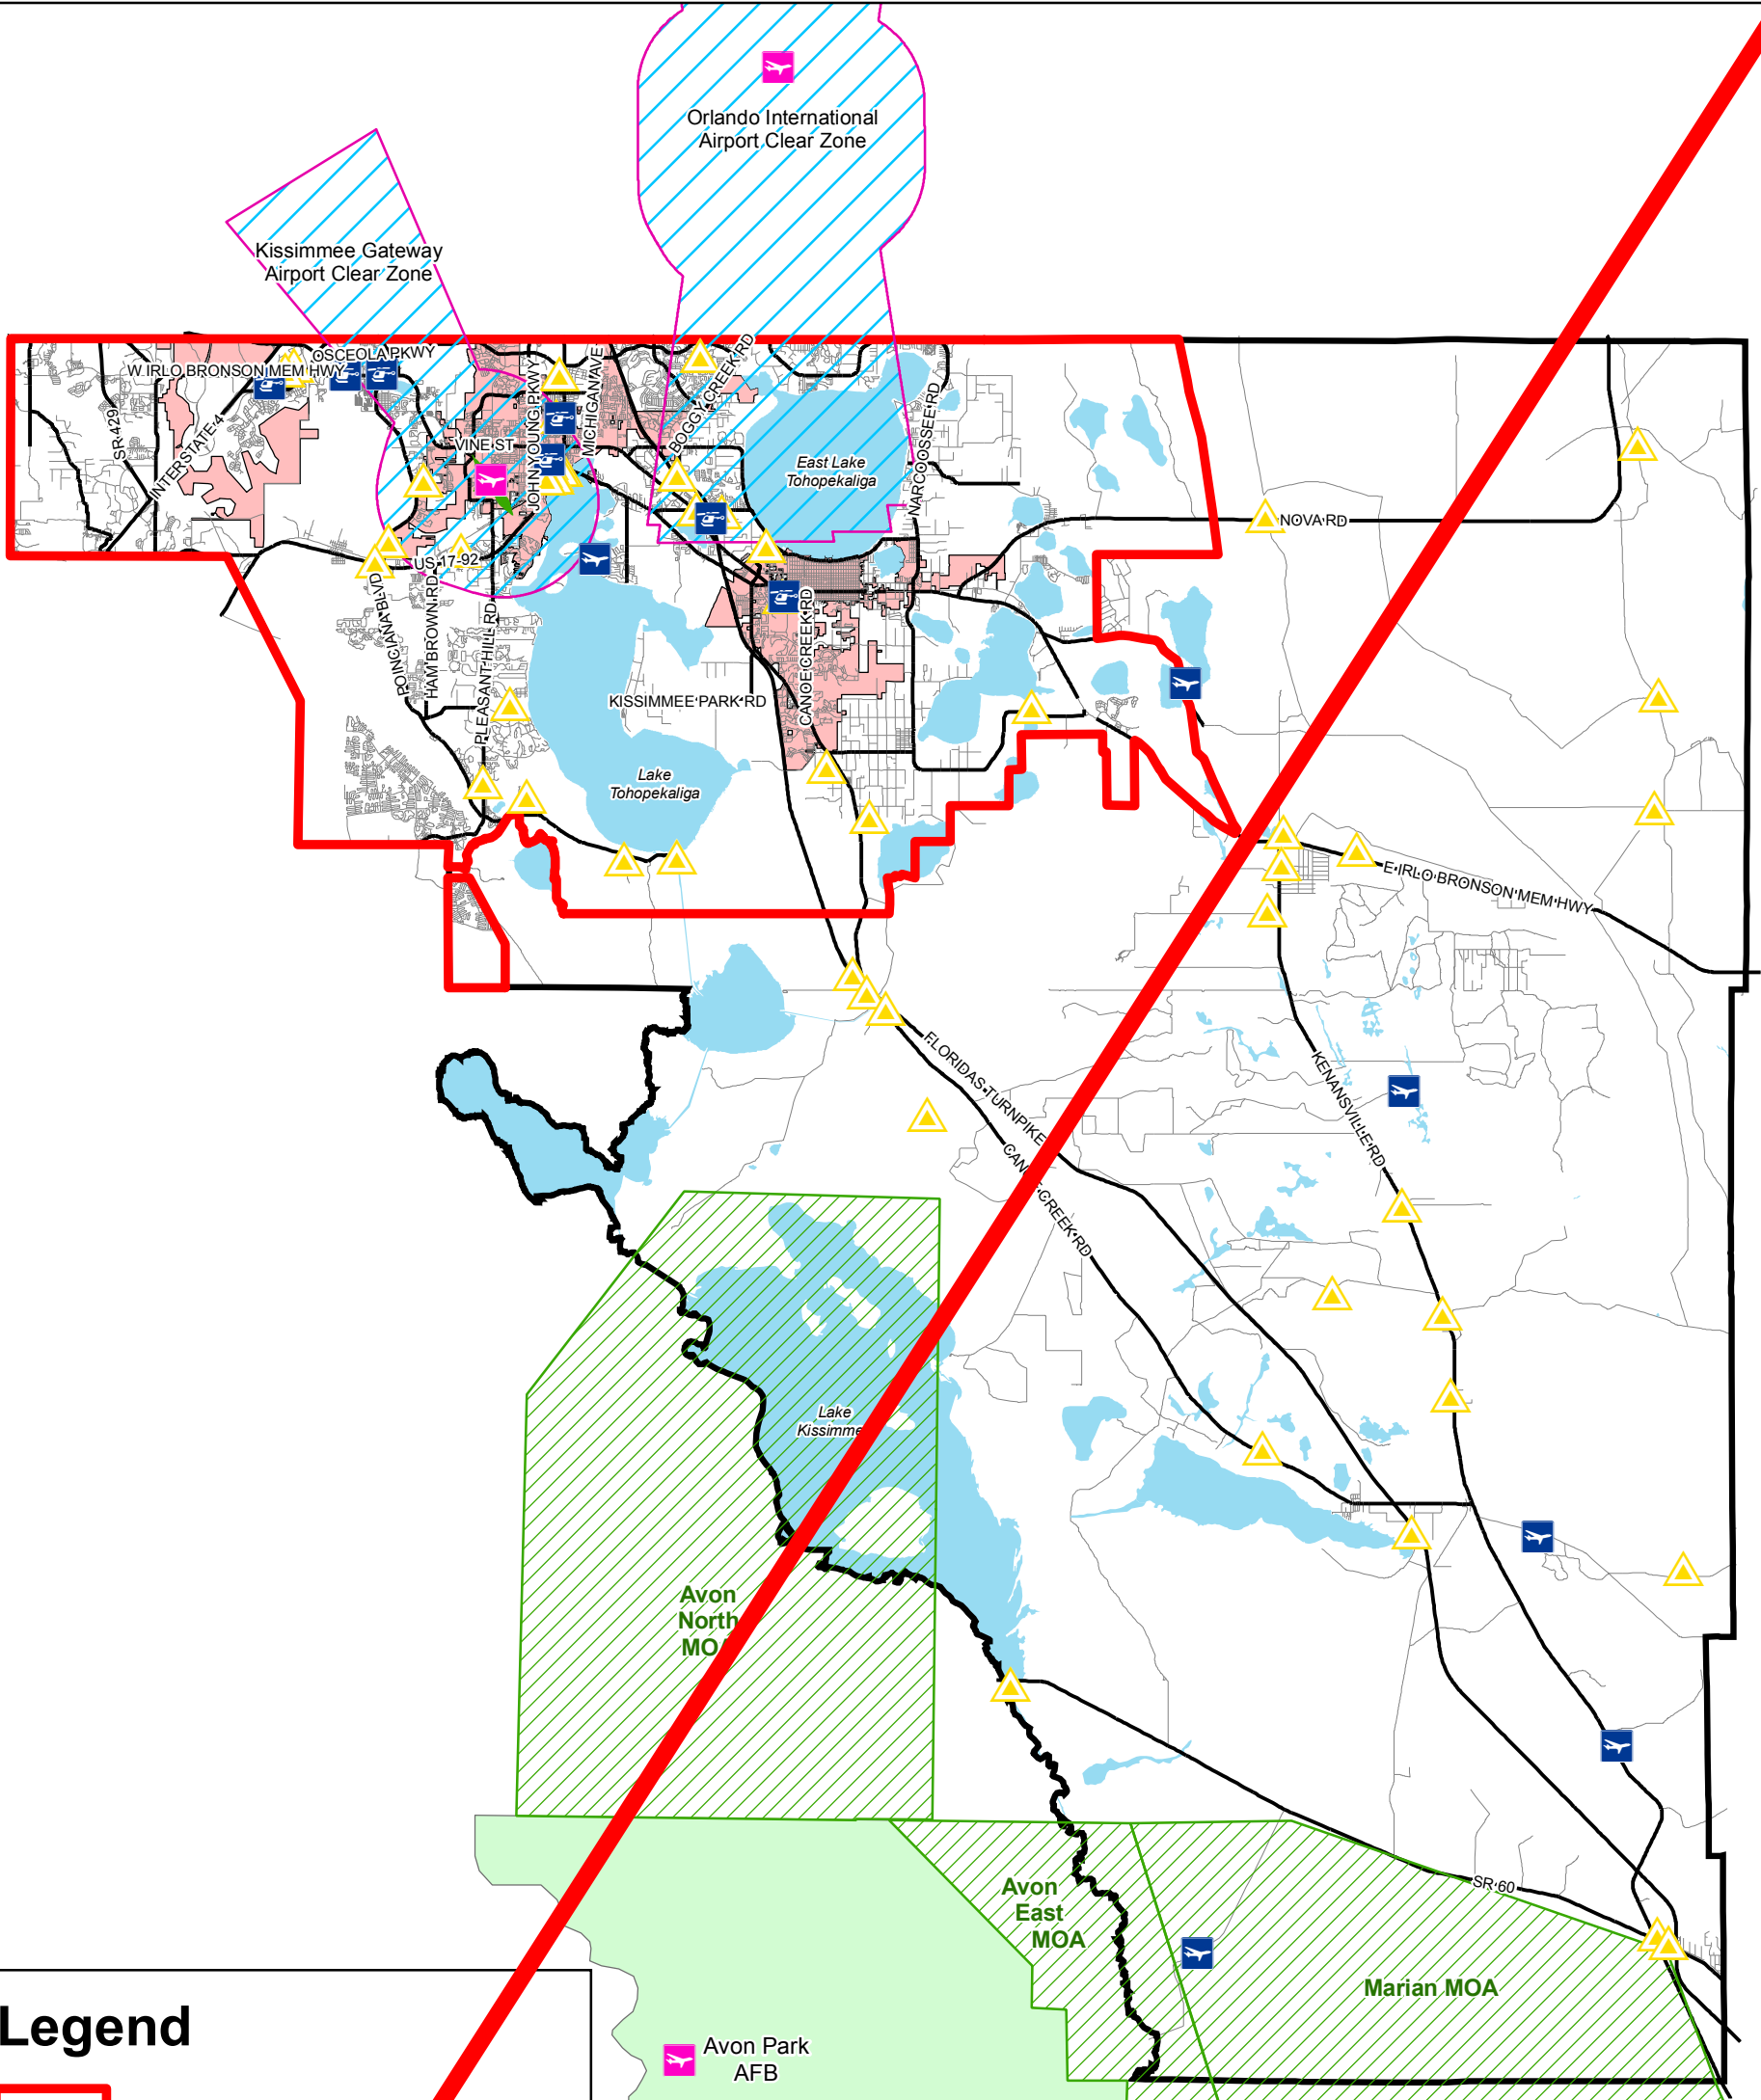 Orlando International
Airport Clear Zone
Kissimmee Gateway
Airport Clear Zone
OSCEOLA PKWY
W IRLO BRONSON MEM HWY
SR 429
INTERSTATE 4
VINE ST
JOHN YOUNG PKWY
MICHIGAN AVE
BOGGY CREEK RD
East Lake
Tohopekaliga
NARCOOSSEE RD
NOVA RD
US 17-92
POINCIANA BLVD
HAM BROWN RD
PLEASANT HILL RD
KISSIMMEE PARK RD
CANOE CREEK RD
Lake
Tohopekaliga
E IRLO BRONSON MEM HWY
FLORIDAS TURNPIKE
KENANSVILLE RD
CREEK RD
Lake
Kissimme
Avon
North
Avon
East
MOA
SR 60
Marian MOA
Legend
Avon Park
AFB